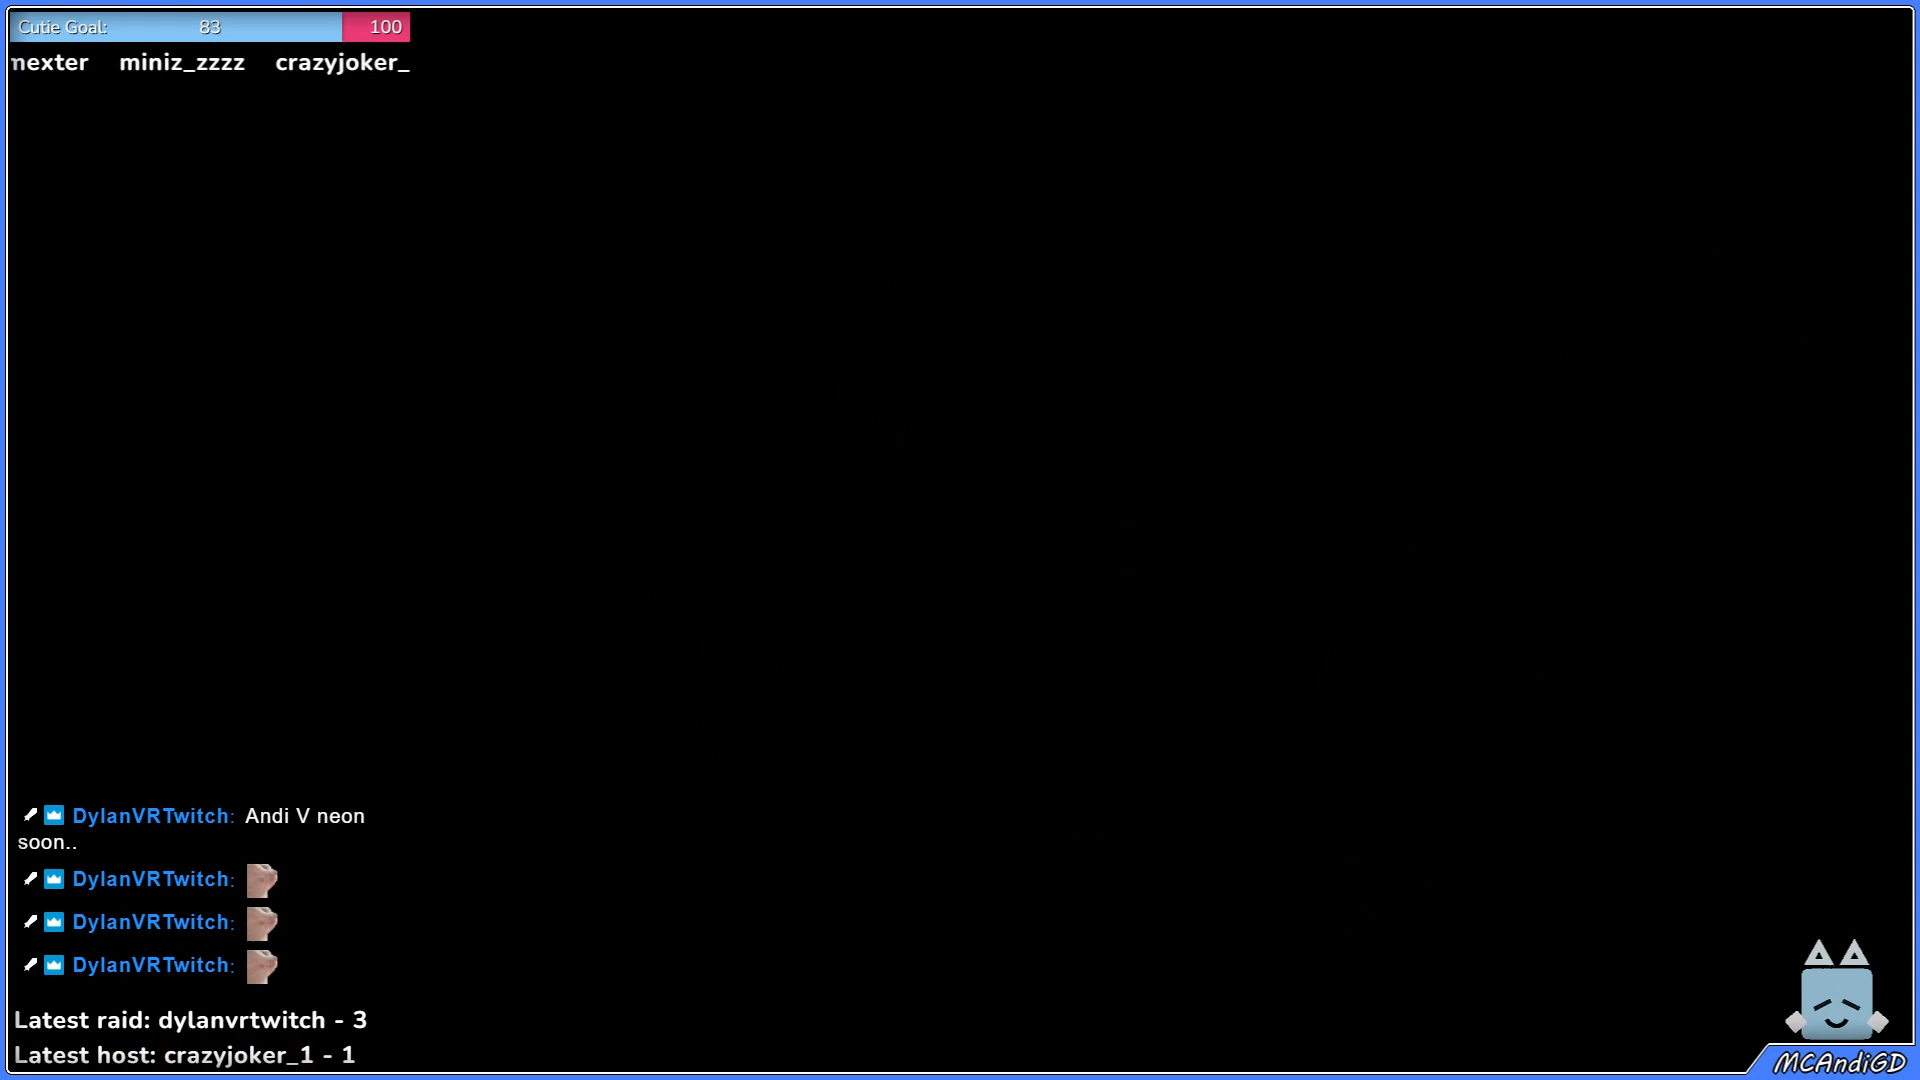 Cutie Goal: 83 100
nexter miniz_zzzz crazyjoker_
DylanVRTwitch: Andi V neon
soon..
DylanVRTwitch:
DylanVRTwitch:
DylanVRTwitch:
Latest raid: dylanvrtwitch - 3
Latest host: crazyjoker_1 - 1
MCAndiGD